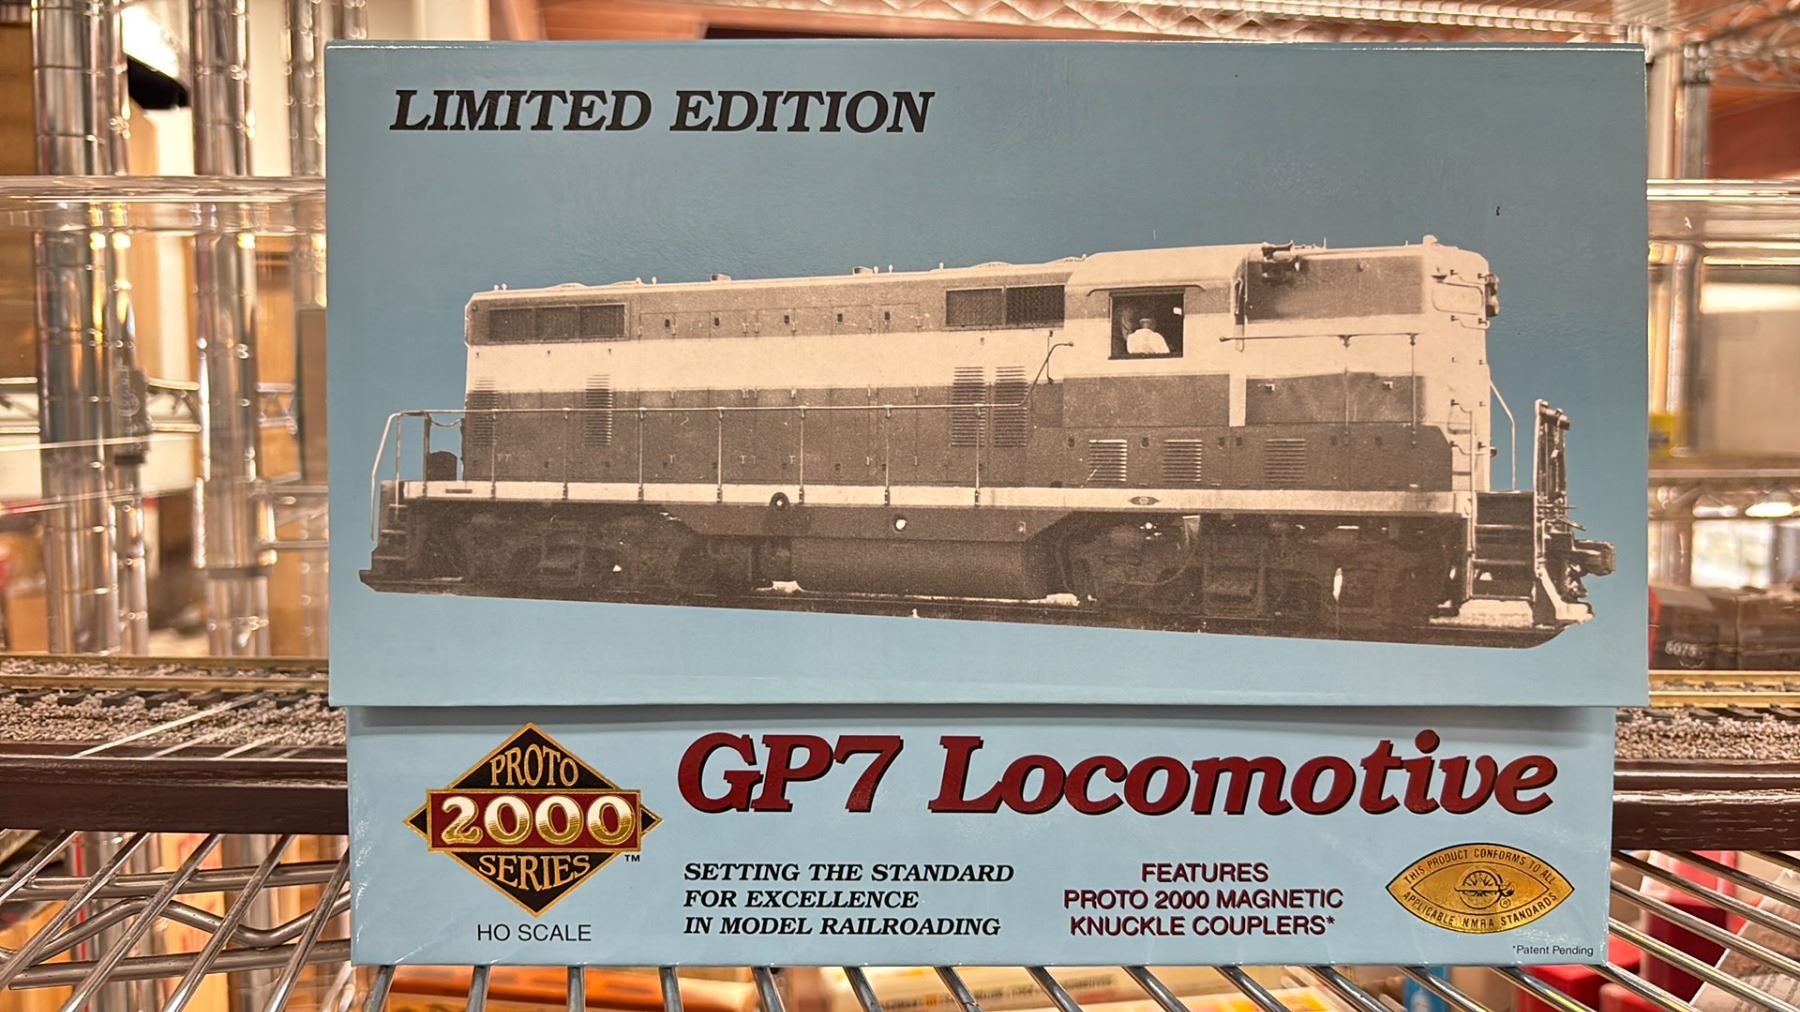 LIMITED EDITION
PROTO
2000
SERIES
™
HO SCALE
GP7 Locomotive
SETTING THE STANDARD
FOR EXCELLENCE
IN MODEL RAILROADING
FEATURES
PROTO 2000 MAGNETIC
KNUCKLE COUPLERS*
THIS PRODUCT CONFORMS TO ALL
APPLICABLE NMRA STANDARDS
®
*Patent Pending